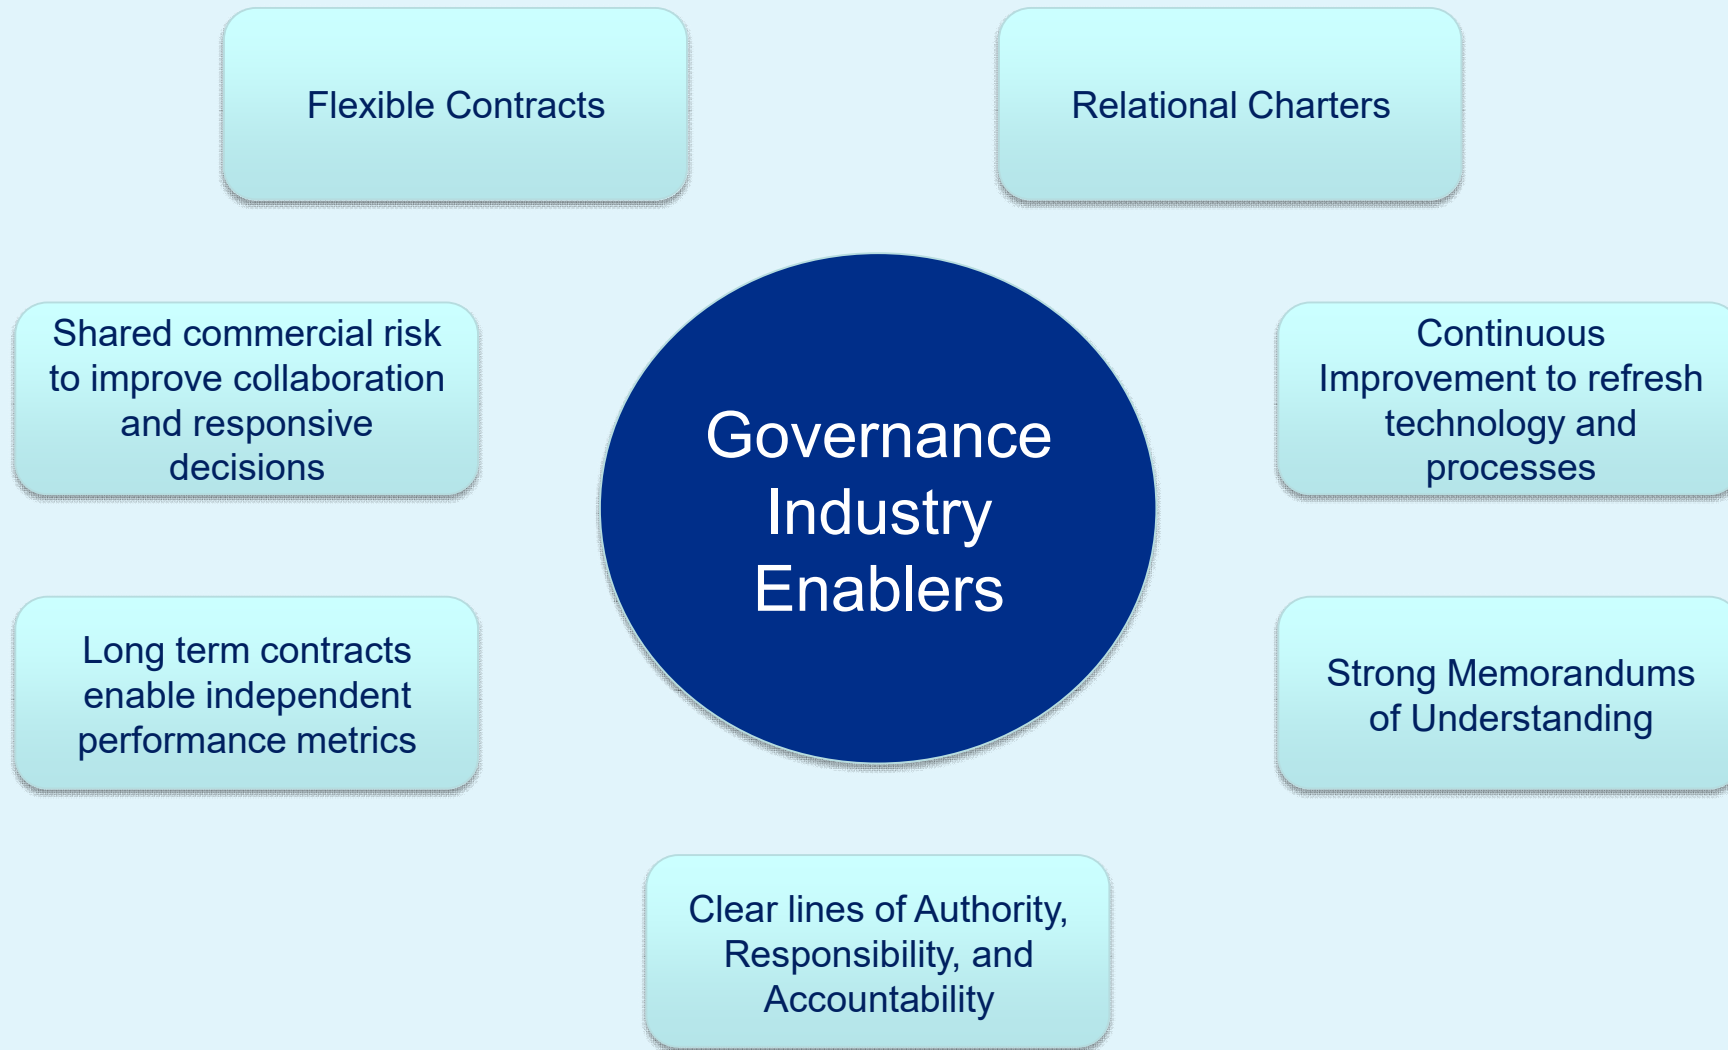 Flexible Contracts
Relational Charters
Shared commercial risk
to improve collaboration
and responsive
decisions
Governance
Industry
Enablers
Continuous
Improvement to refresh
technology and
processes
Long term contracts
enable independent
performance metrics
Strong Memorandums
of Understanding
Clear lines of Authority,
Responsibility, and
Accountability